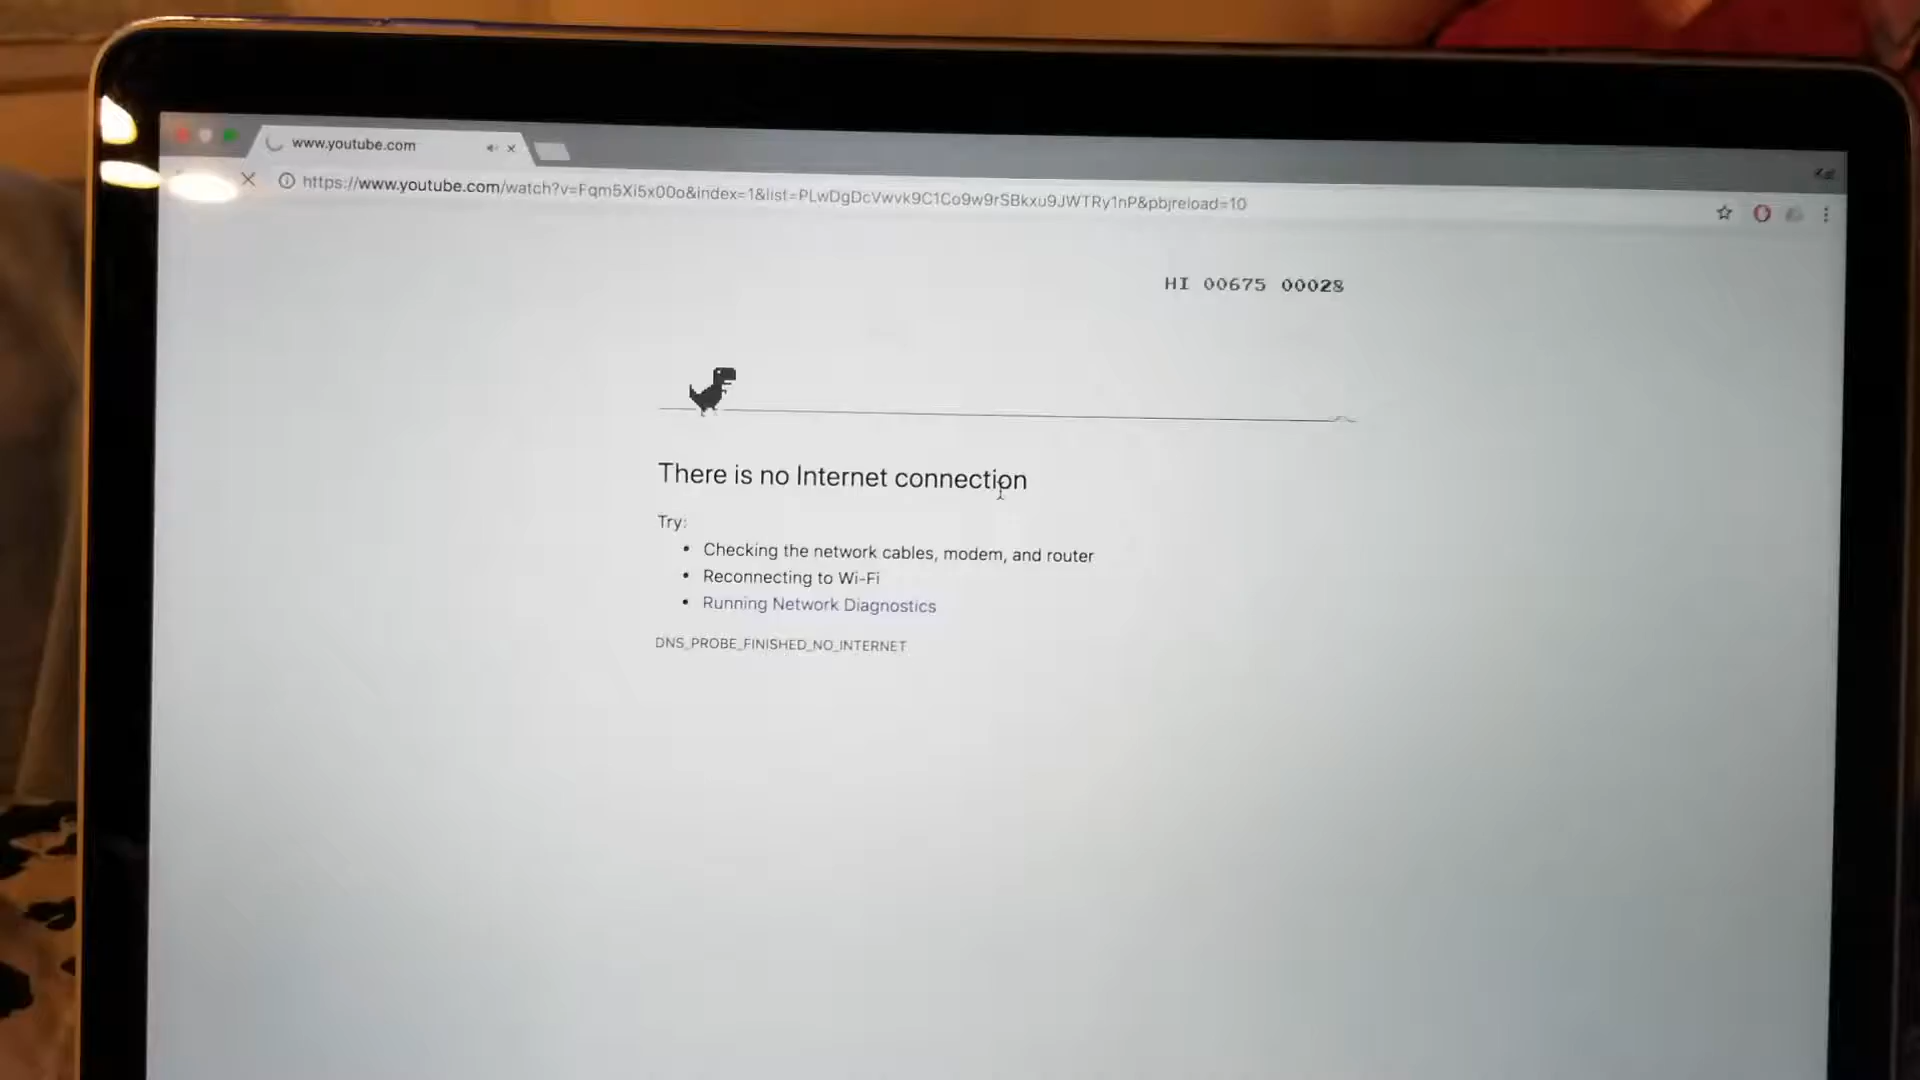 www.youtube.com
https://www.youtube.com/watch?v=Fqm5Xi5x00o&index=1&list=PLwDgDcVwvk9C1Co9w9rSBkxu9JWTRy1nP&pbjreload=10
HI 00675 00028
There is no Internet connection
Try:
• Checking the network cables, modem, and router
• Reconnecting to Wi-Fi
• Running Network Diagnostics
DNS_PROBE_FINISHED_NO_INTERNET